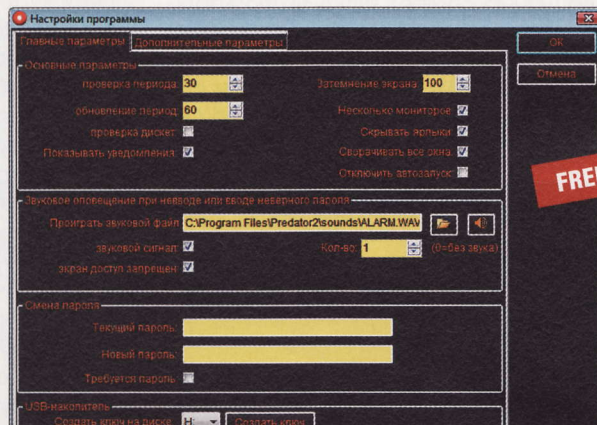 Настройки программы
Главные параметры Дополнительные параметры
OK
Отмена
Основные параметры
проверка периода: 30
Затемнение экрана: 100
обновление период: 60
Несколько мониторов:
проверка дискет:
Скрывать ярлыки:
Показывать уведомления:
Сворачивать все окна:
Отключить автозапуск:
FREE
Звуковое оповещение при невводе или вводе неверного пароля
Проиграть звуковой файл: C:\Program Files\Predator2\sounds\ALARM.WAV
звуковой сигнал:
Кол-во: 1 (0=без звука)
экран доступ запрещен:
Смена пароля
Текущий пароль:
Новый пароль:
Требуется пароль:
USB-накопитель
Создать ключ на диске: H: Создать ключ